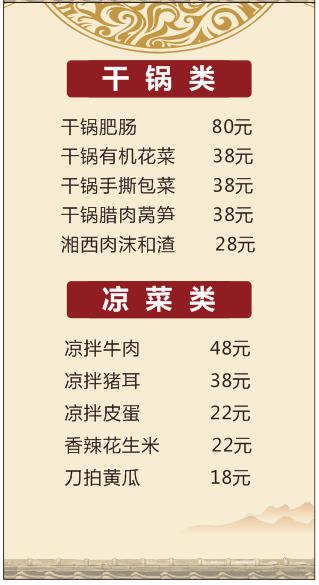 干锅类
干锅肥肠 80元
干锅有机花菜 38元
干锅手撕包菜 38元
干锅腊肉莴笋 38元
湘西肉沫和渣 28元
凉菜类
凉拌牛肉 48元
凉拌猪耳 38元
凉拌皮蛋 22元
香辣花生米 22元
刀拍黄瓜 18元